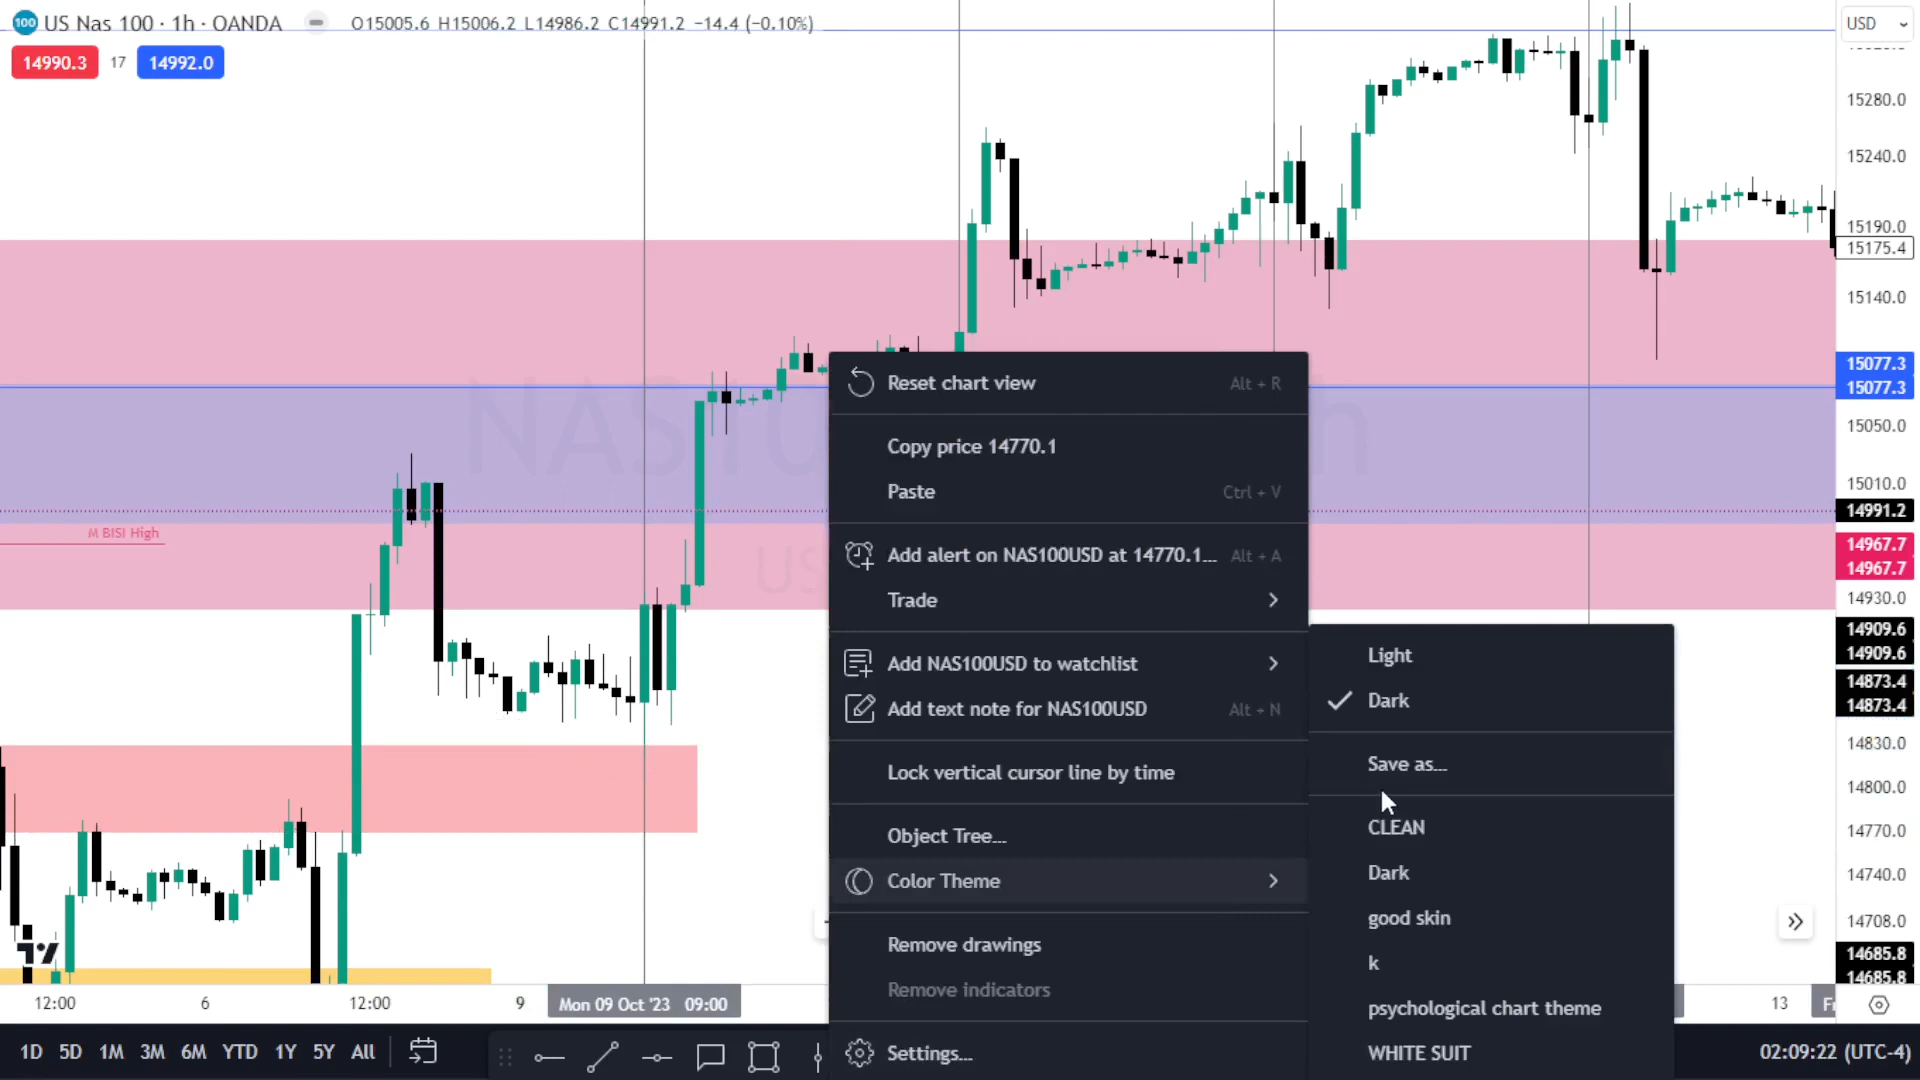 100 US Nas 100 · 1h · OANDA O15005.6 H15006.2 L14986.2 C14991.2 −14.4 (−0.10%)
USD
14990.3 17 14992.0
15280.0
15240.0
15190.0
15175.4
15140.0
15077.3
15077.3
15050.0
15010.0
14991.2
14967.7
14967.7
14930.0
14909.6
14909.6
14873.4
14873.4
14830.0
14800.0
14770.0
14740.0
14708.0
14685.8
14685.8
M BISI High
Reset chart view Alt + R
Copy price 14770.1
Paste Ctrl + V
Add alert on NAS100USD at 14770.1... Alt + A
Trade
Add NAS100USD to watchlist
Add text note for NAS100USD Alt + N
Lock vertical cursor line by time
Object Tree...
Color Theme
Remove drawings
Remove indicators
Settings...
Light
Dark
Save as...
CLEAN
Dark
good skin
k
psychological chart theme
WHITE SUIT
12:00 6 12:00 9 Mon 09 Oct '23 09:00 13
1D 5D 1M 3M 6M YTD 1Y 5Y All
02:09:22 (UTC-4)